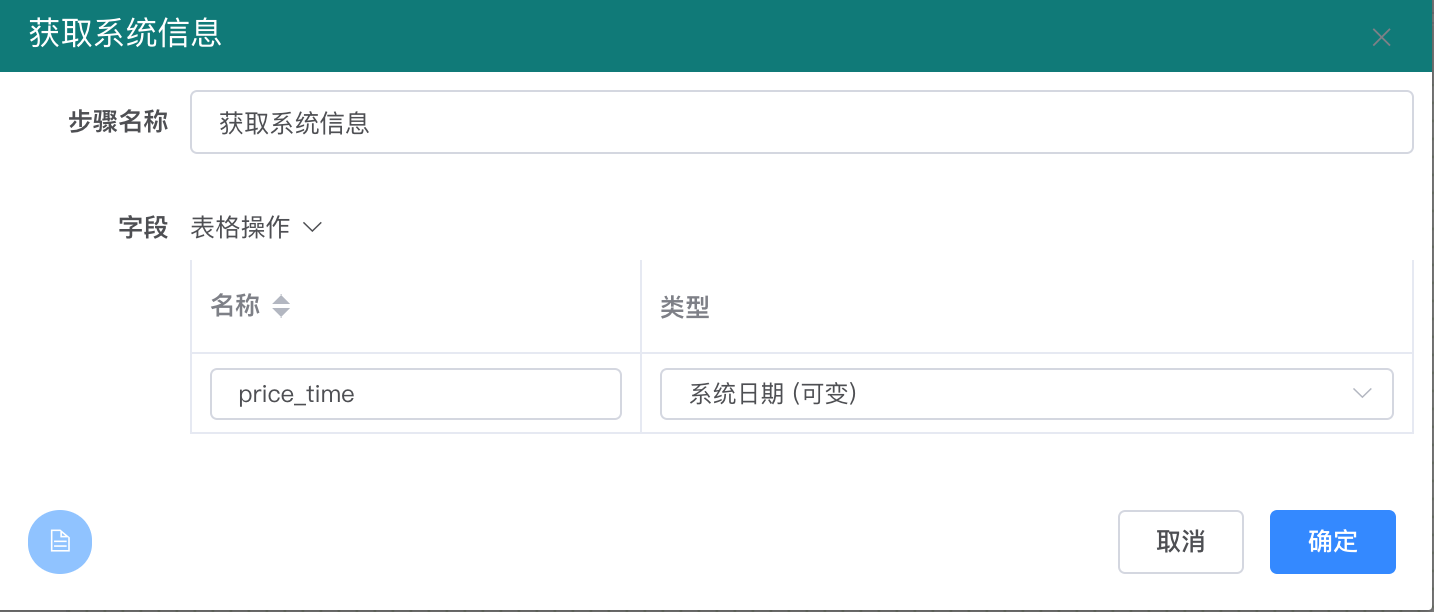 获取系统信息
步骤名称
获取系统信息
字段
表格操作
名称
类型
price_time
系统日期 (可变)
取消
确定